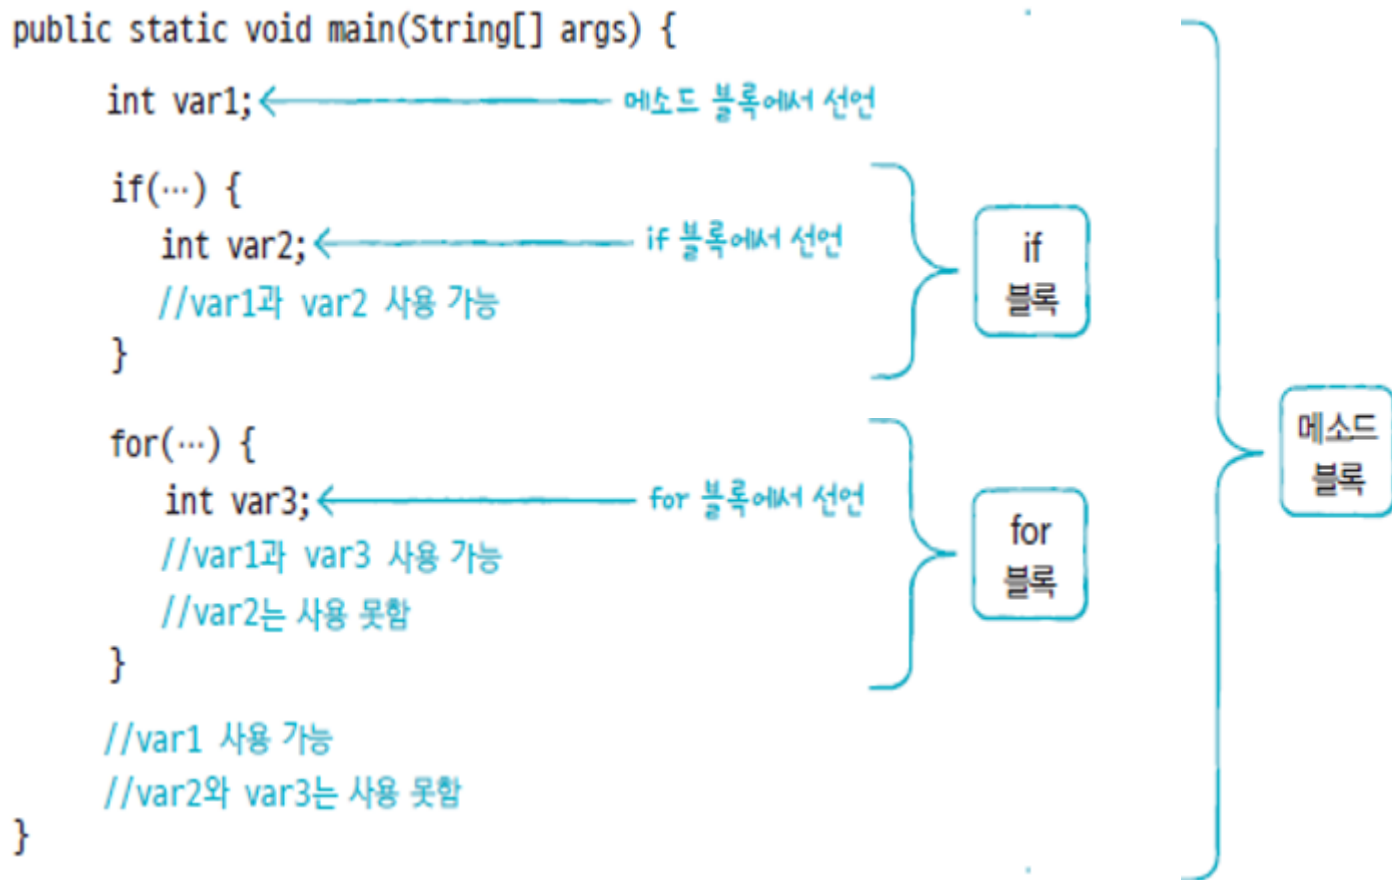 public static void main(String[] args) {
int var1; 메소드 블록에서 선언
if(…) {
int var2; if 블록에서 선언
//var1과 var2 사용 가능
}
if
블록
for(…) {
int var3; for 블록에서 선언
//var1과 var3 사용 가능
//var2는 사용 못함
}
for
블록
메소드
블록
//var1 사용 가능
//var2와 var3는 사용 못함
}